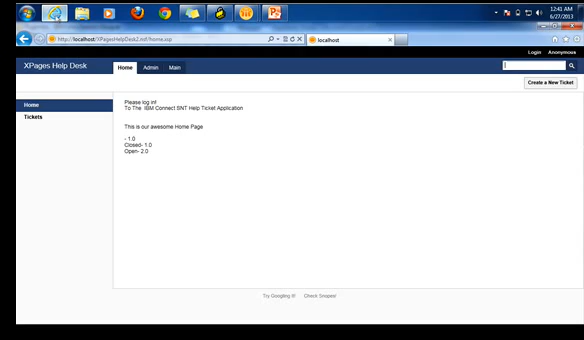 12:41 AM
6/27/2013
http://localhost/XPagesHelpDesk2.nsf/home.xsp
localhost
Login Anonymous
XPages Help Desk
Home Admin Main
Create a New Ticket
Home
Tickets
Please log in!
To The IBM Connect SNT Help Ticket Application
This is our awesome Home Page
- 1.0
Closed- 1.0
Open- 2.0
Try Googling it! Check Snopes!